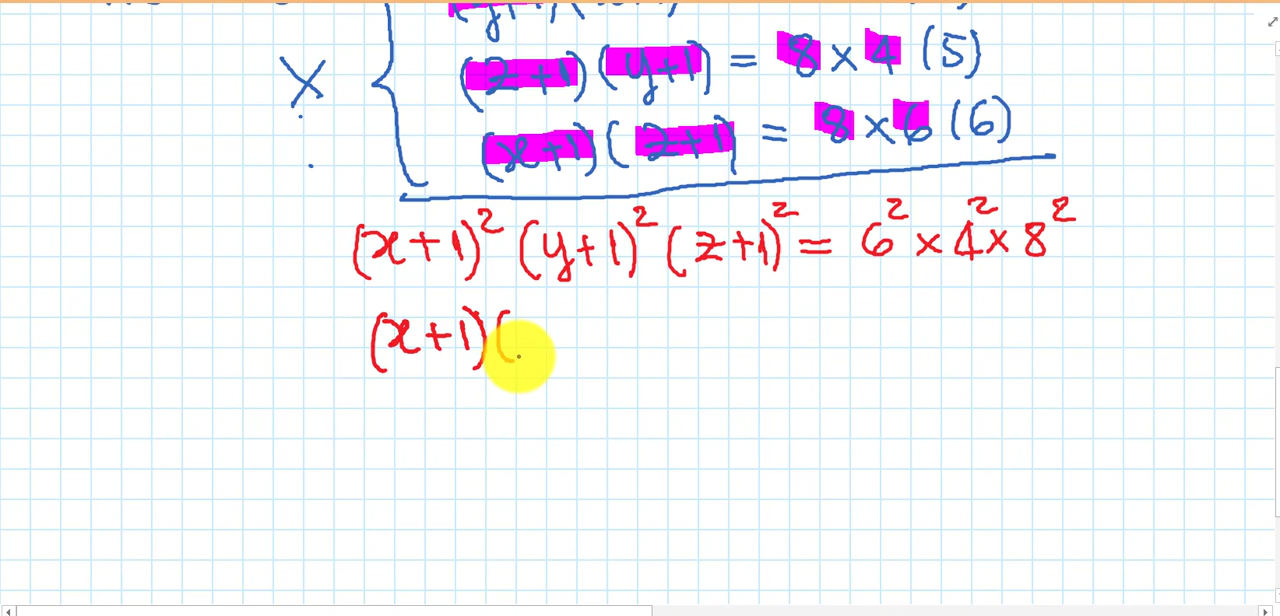 (z+1)(y+1) = 8 × 4 (5)
× (x+1)(z+1) = 8 × 6 (6)
(x+1)² (y+1)² (z+1)² = 6² × 4² × 8²
(x+1)(